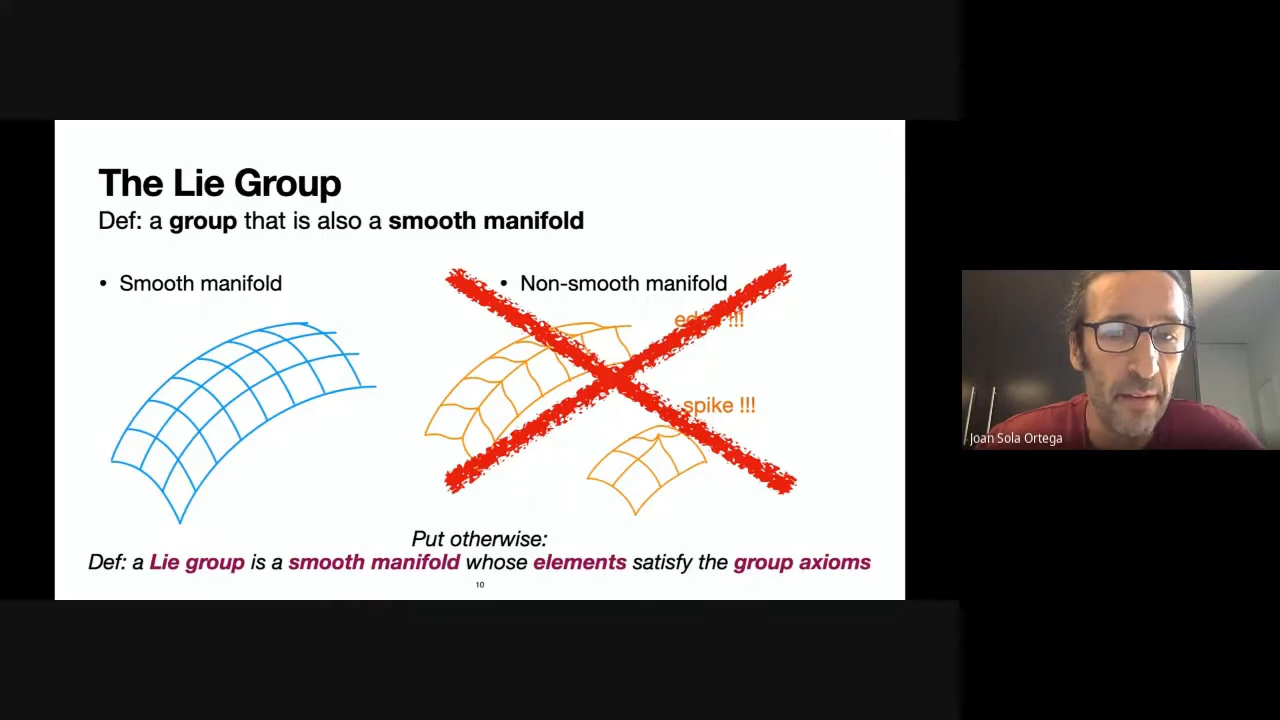 The Lie Group
Def: a group that is also a smooth manifold
• Smooth manifold
• Non-smooth manifold
spike !!!
Put otherwise:
Def: a Lie group is a smooth manifold whose elements satisfy the group axioms
10
Joan Sola Ortega